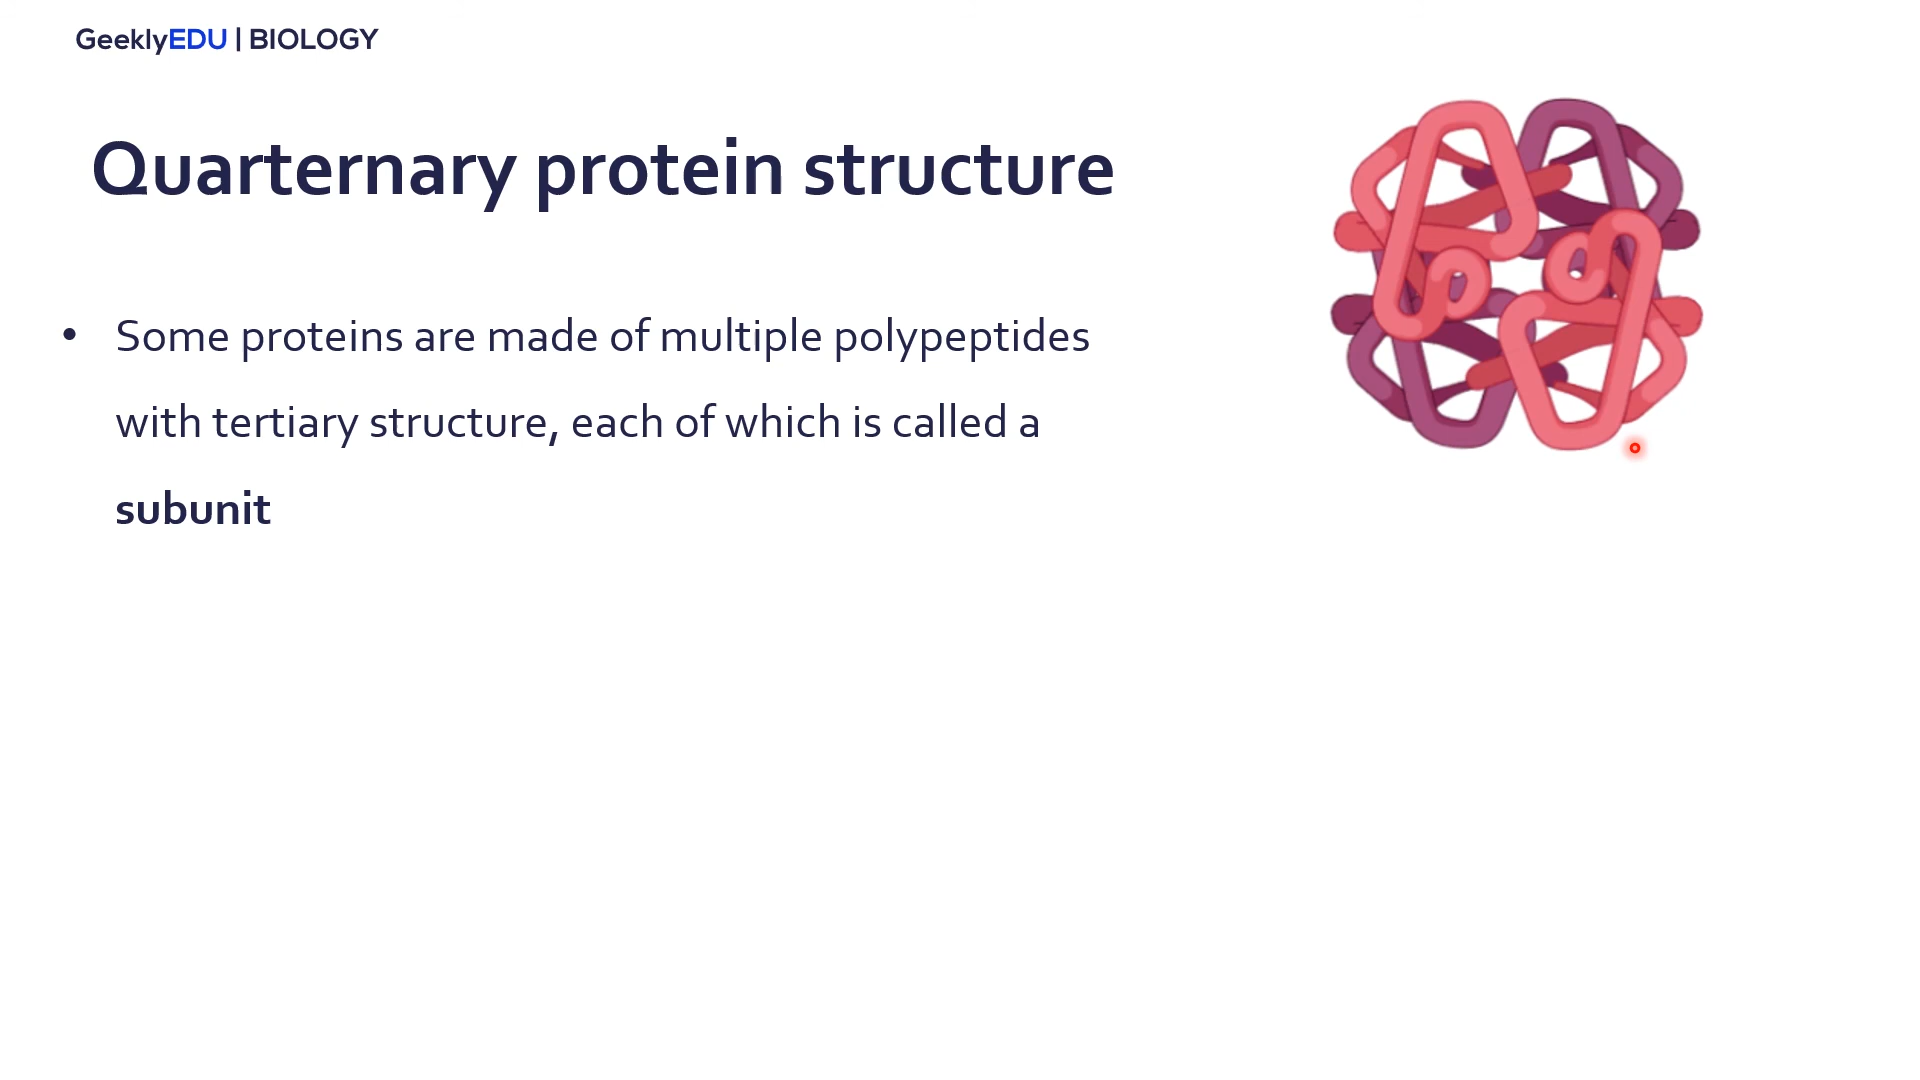 GeeklyEDU | BIOLOGY
Quarternary protein structure
• Some proteins are made of multiple polypeptides
with tertiary structure, each of which is called a
subunit